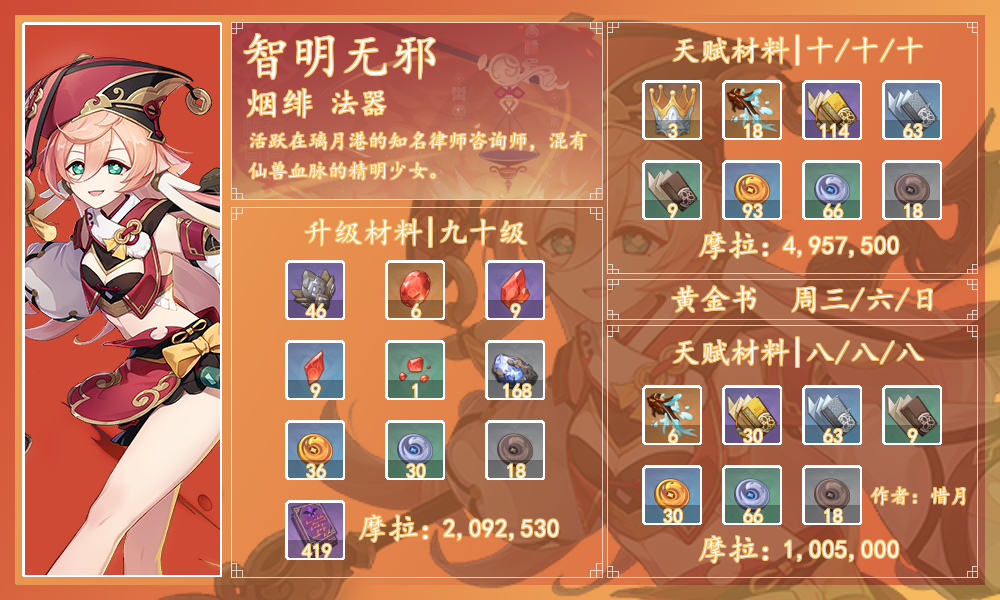 智明无邪
烟绯 法器
活跃在璃月港的知名律师咨询师，混有
仙兽血脉的精明少女。
升级材料|九十级
46 6 9
9 1 168
36 30 18
419 摩拉：2,092,530
天赋材料|十/十/十
3 18 114 63
9 93 66 18
摩拉：4,957,500
黄金书 周三/六/日
天赋材料|八/八/八
6 30 63 9
30 66 18 作者：惜月
摩拉：1,005,000